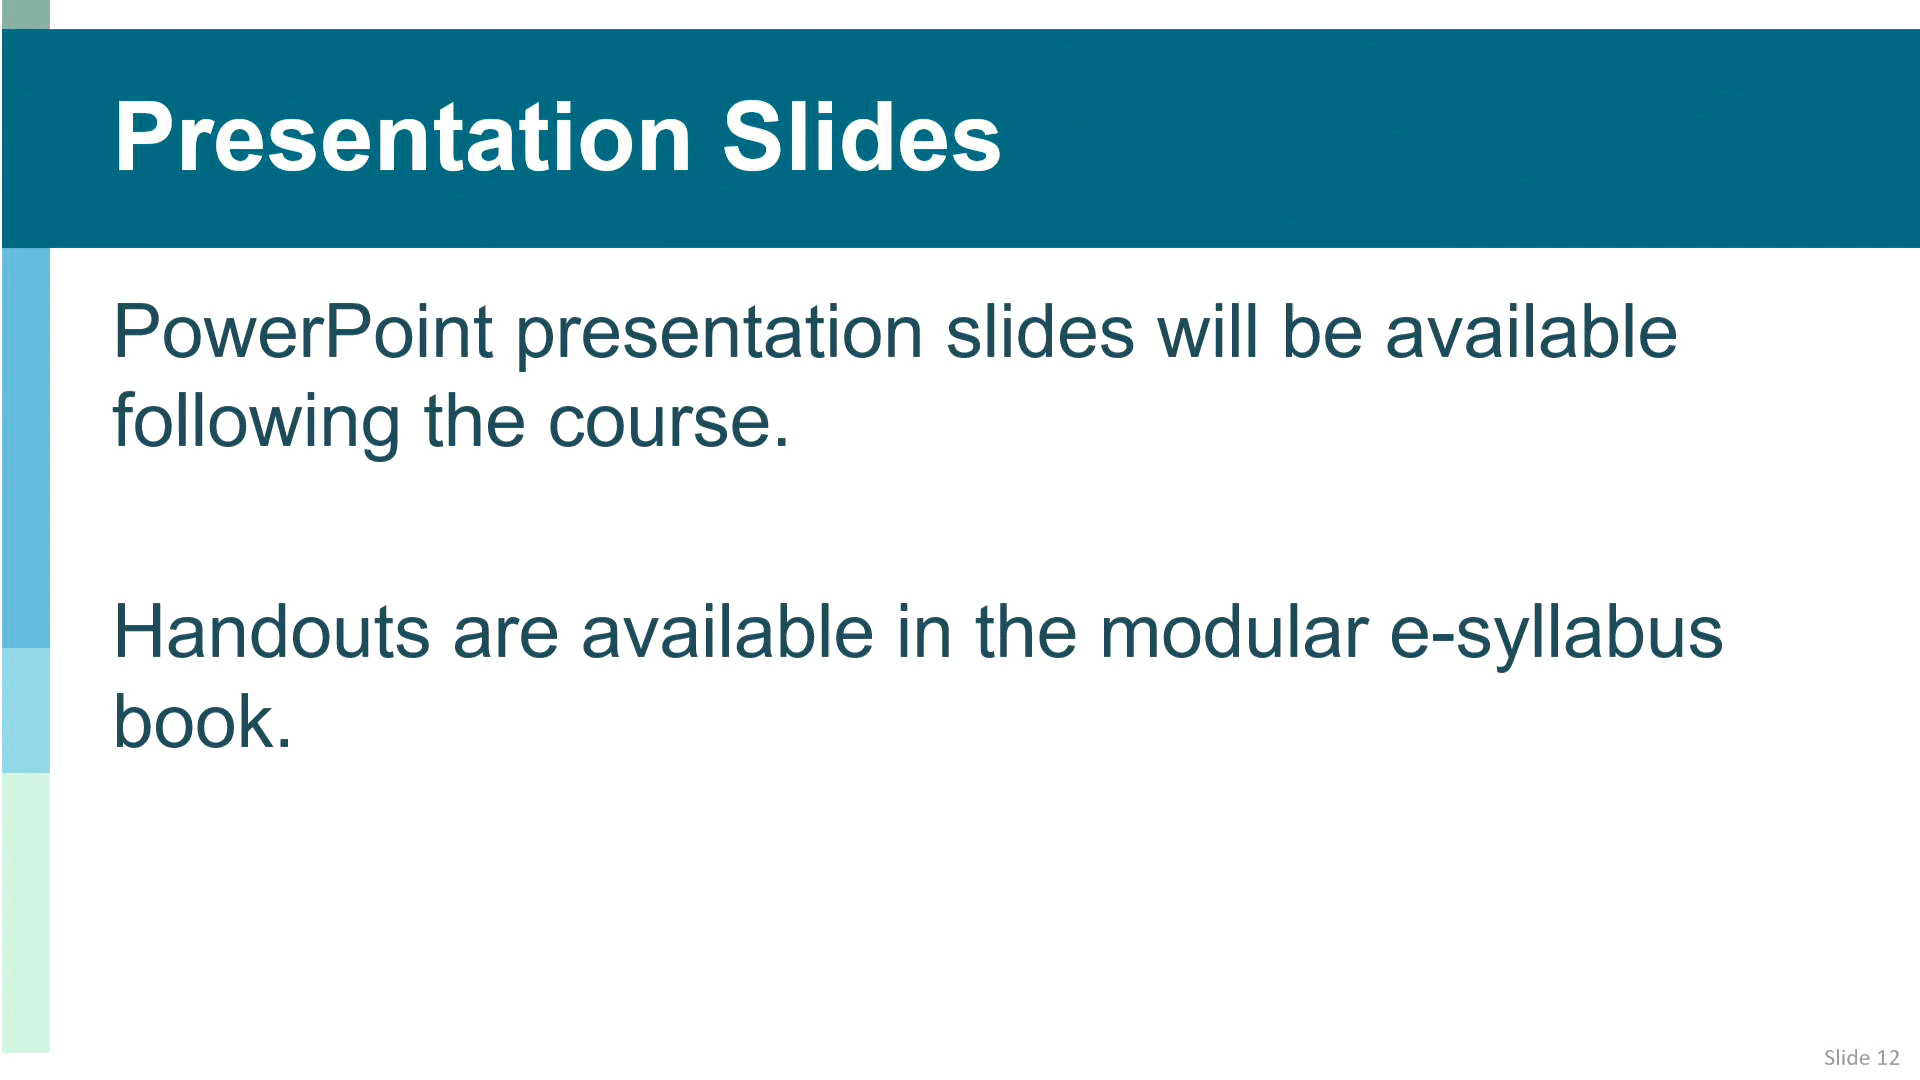 Presentation Slides
PowerPoint presentation slides will be available
following the course.
Handouts are available in the modular e-syllabus
book.
Slide 12